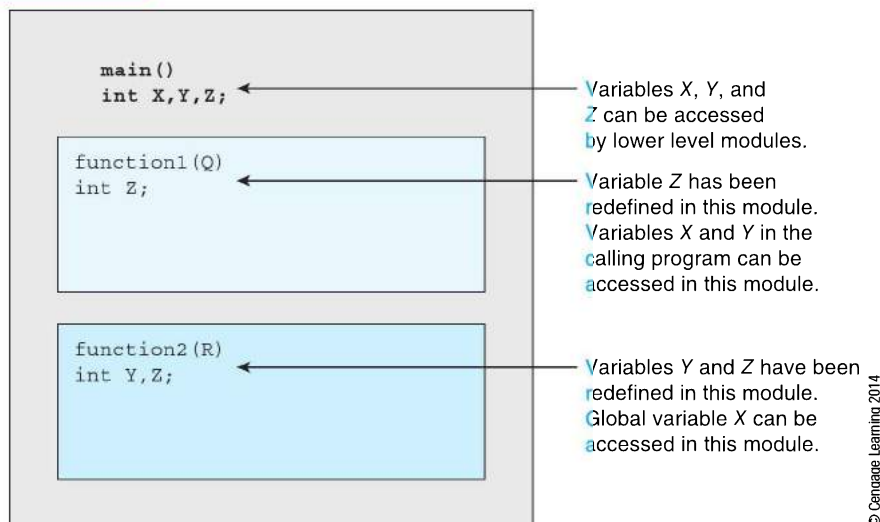 main()
int X,Y,Z;
Variables X, Y, and
Z can be accessed
by lower level modules.
function1(Q)
int Z;
Variable Z has been
redefined in this module.
Variables X and Y in the
calling program can be
accessed in this module.
function2(R)
int Y,Z;
Variables Y and Z have been
redefined in this module.
Global variable X can be
accessed in this module.
© Cengage Learning 2014